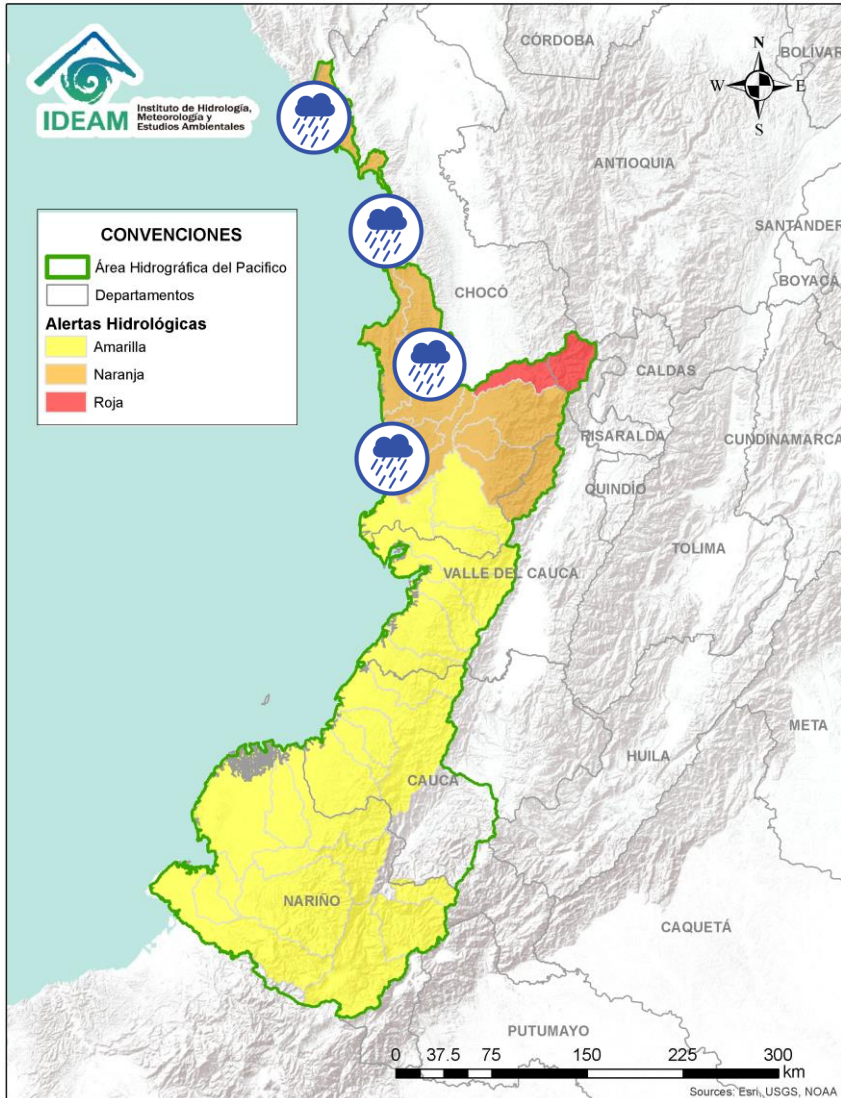 CÓRDOBA
BOLÍVAR
N
W
E
S
IDEAM
Instituto de Hidrología,
Meteorología y
Estudios Ambientales
ANTIOQUIA
SANTANDER
BOYACÁ
CONVENCIONES
Área Hidrográfica del Pacifico
Departamentos
Alertas Hidrológicas
Amarilla
Naranja
Roja
CHOCÓ
CALDAS
RISARALDA
CUNDINAMARCA
QUINDÍO
TOLIMA
VALLE DEL CAUCA
META
HUILA
CAUCA
NARIÑO
CAQUETÁ
PUTUMAYO
0 37.5 75 150 225 300
km
Sources: Esri, USGS, NOAA